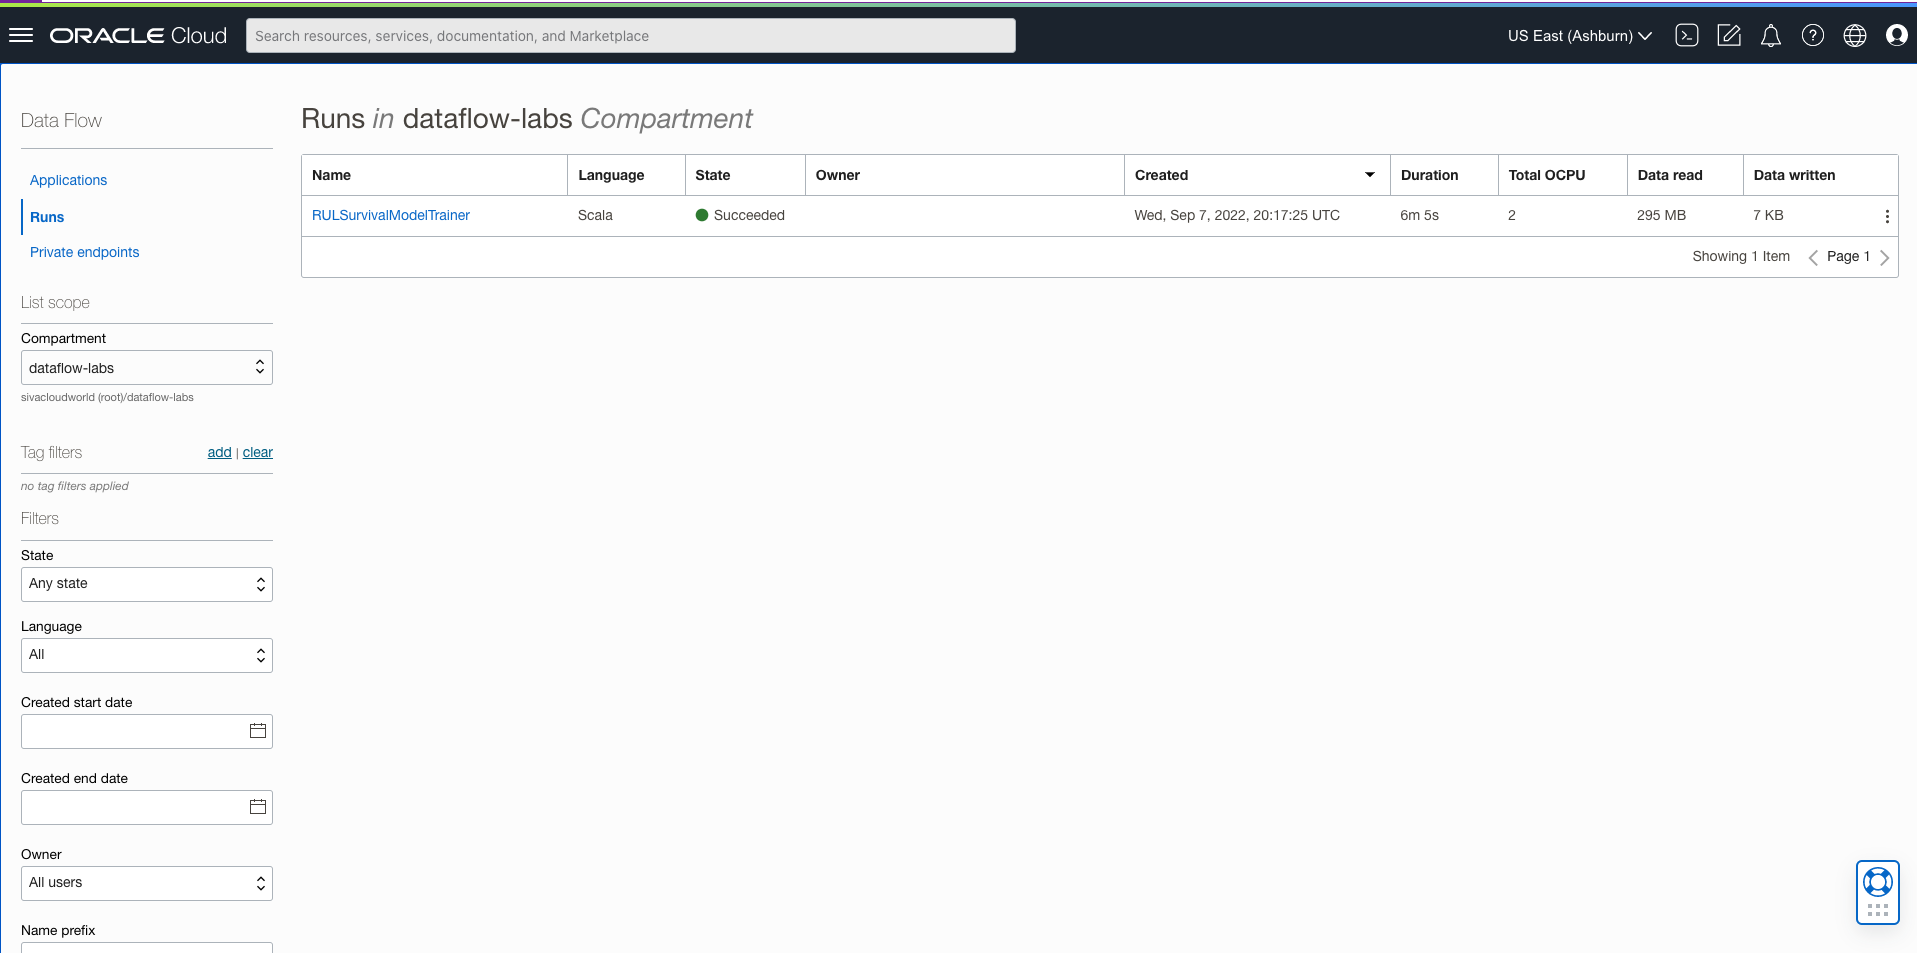 ORACLE Cloud
Search resources, services, documentation, and Marketplace
US East (Ashburn)
Data Flow
Applications
Runs
Private endpoints
List scope
Compartment
dataflow-labs
sivacloudworld (root)/dataflow-labs
Tag filters add | clear
no tag filters applied
Filters
State
Any state
Language
All
Created start date
Created end date
Owner
All users
Name prefix
Runs in dataflow-labs Compartment
Name Language State Owner Created Duration Total OCPU Data read Data written
RULSurvivalModelTrainer Scala Succeeded Wed, Sep 7, 2022, 20:17:25 UTC 6m 5s 2 295 MB 7 KB
Showing 1 Item Page 1